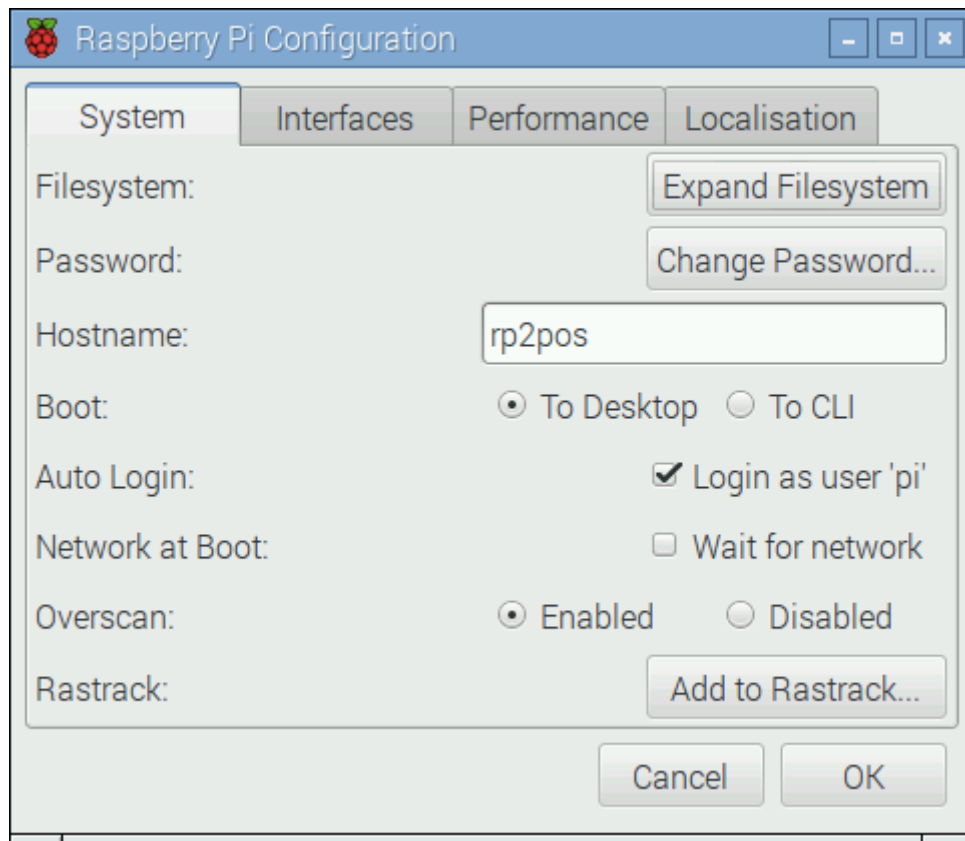 Raspberry Pi Configuration
System Interfaces Performance Localisation
Filesystem: Expand Filesystem
Password: Change Password...
Hostname: rp2pos
Boot: To Desktop To CLI
Auto Login: Login as user 'pi'
Network at Boot: Wait for network
Overscan: Enabled Disabled
Rastrack: Add to Rastrack...
Cancel OK